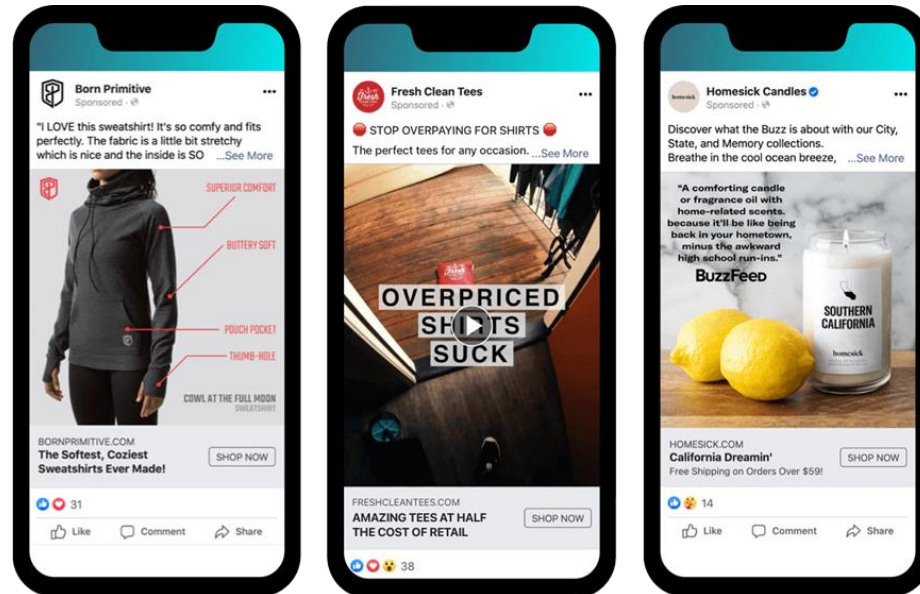 Born Primitive
Sponsored ·
"I LOVE this sweatshirt! It's so comfy and fits
perfectly. The fabric is a little bit stretchy
which is nice and the inside is SO ...See More
SUPERIOR COMFORT
BUTTERY SOFT
POUCH POCKET
THUMB-HOLE
COWL AT THE FULL MOON
SWEATSHIRT
BORNPRIMITIVE.COM
The Softest, Coziest
Sweatshirts Ever Made!
SHOP NOW
31
Like Comment Share
Fresh
Fresh Clean Tees
Sponsored ·
🔴 STOP OVERPAYING FOR SHIRTS 🔴
The perfect tees for any occasion. ...See More
Fresh
OVERPRICED
SHIRTS
SUCK
FRESHCLEANTEES.COM
AMAZING TEES AT HALF
THE COST OF RETAIL
SHOP NOW
38
homesick
Homesick Candles
Sponsored ·
Discover what the Buzz is about with our City,
State, and Memory collections.
Breathe in the cool ocean breeze, ...See More
"A comforting candle
or fragrance oil with
home-related scents.
because it'll be like being
back in your hometown,
minus the awkward
high school run-ins."
BuzzFeed
SOUTHERN
CALIFORNIA
homesick
HOMESICK.COM
California Dreamin'
Free Shipping on Orders Over $59!
SHOP NOW
14
Like Comment Share